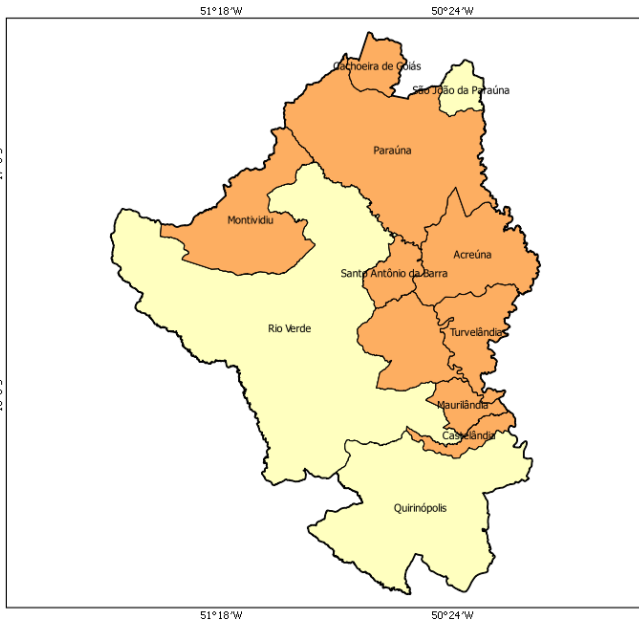 51°18'W
50°24'W
Cachoeira de Goiás
São João da Paraúna
Paraúna
Montividiu
Acreúna
Santo Antônio da Barra
Rio Verde
Turvelândia
Maurilândia
Castelândia
Quirinópolis
51°18'W
50°24'W